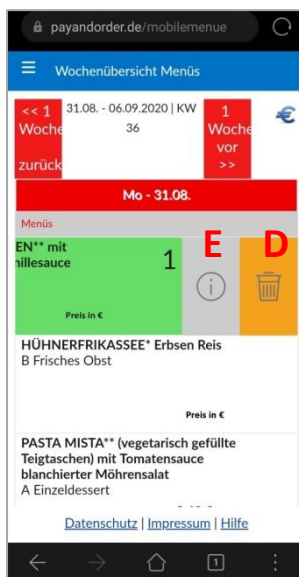 payandorder.de/mobilemenue
Wochenübersicht Menüs
<< 1
Woche
zurück
31.08. - 06.09.2020 | KW
36
1
Woche
vor
>>
Mo - 31.08.
Menüs
EN** mit
hillesauce
1
E
D
Preis in €
HÜHNERFRIKASSEE* Erbsen
Reis
B Frisches Obst
Preis in €
PASTA MISTA** (vegetarisch gefüllte
Teigtaschen) mit Tomatensauce
blanchierter Möhrensalat
A Einzeldessert
Datenschutz | Impressum | Hilfe
1